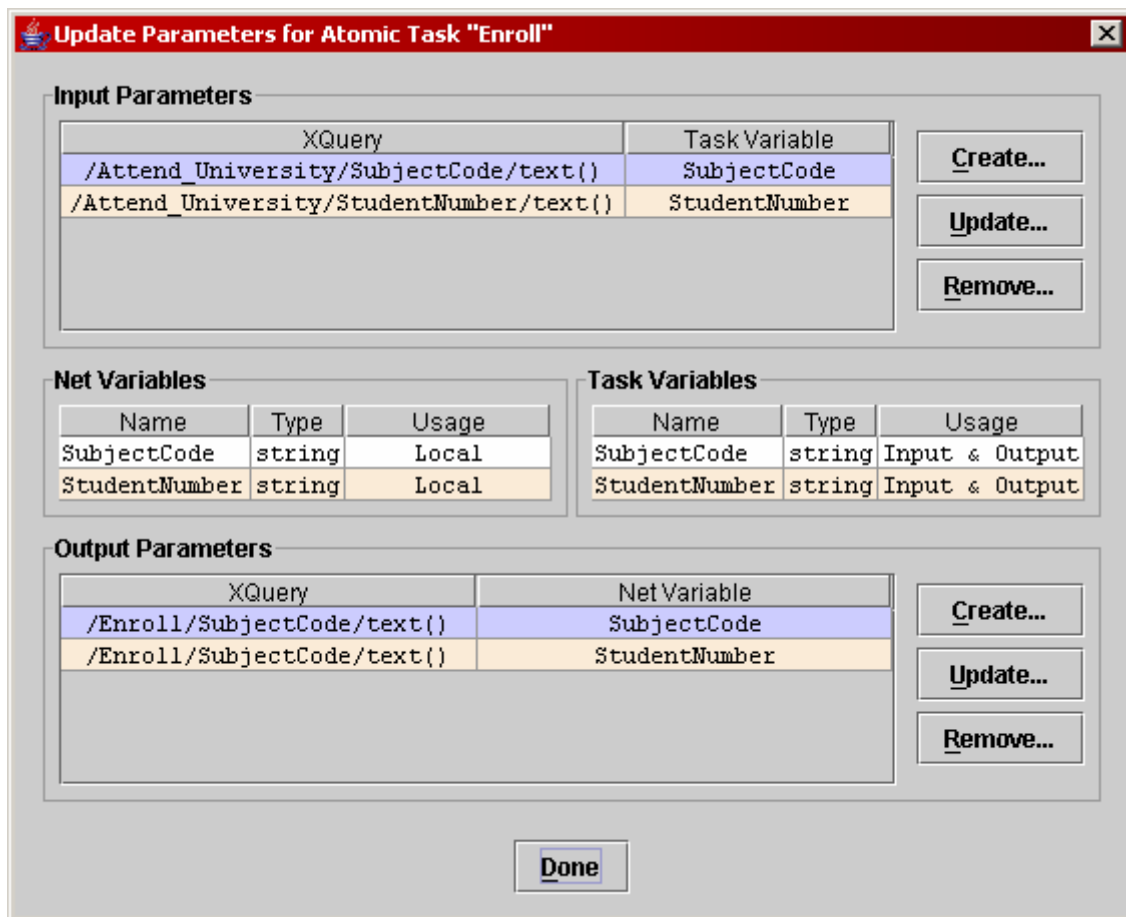 Update Parameters for Atomic Task "Enroll"
Input Parameters
XQuery Task Variable
/Attend_University/SubjectCode/text() SubjectCode
/Attend_University/StudentNumber/text() StudentNumber
Create...
Update...
Remove...
Net Variables
Name Type Usage
SubjectCode string Local
StudentNumber string Local
Task Variables
Name Type Usage
SubjectCode string Input & Output
StudentNumber string Input & Output
Output Parameters
XQuery Net Variable
/Enroll/SubjectCode/text() SubjectCode
/Enroll/SubjectCode/text() StudentNumber
Create...
Update...
Remove...
Done